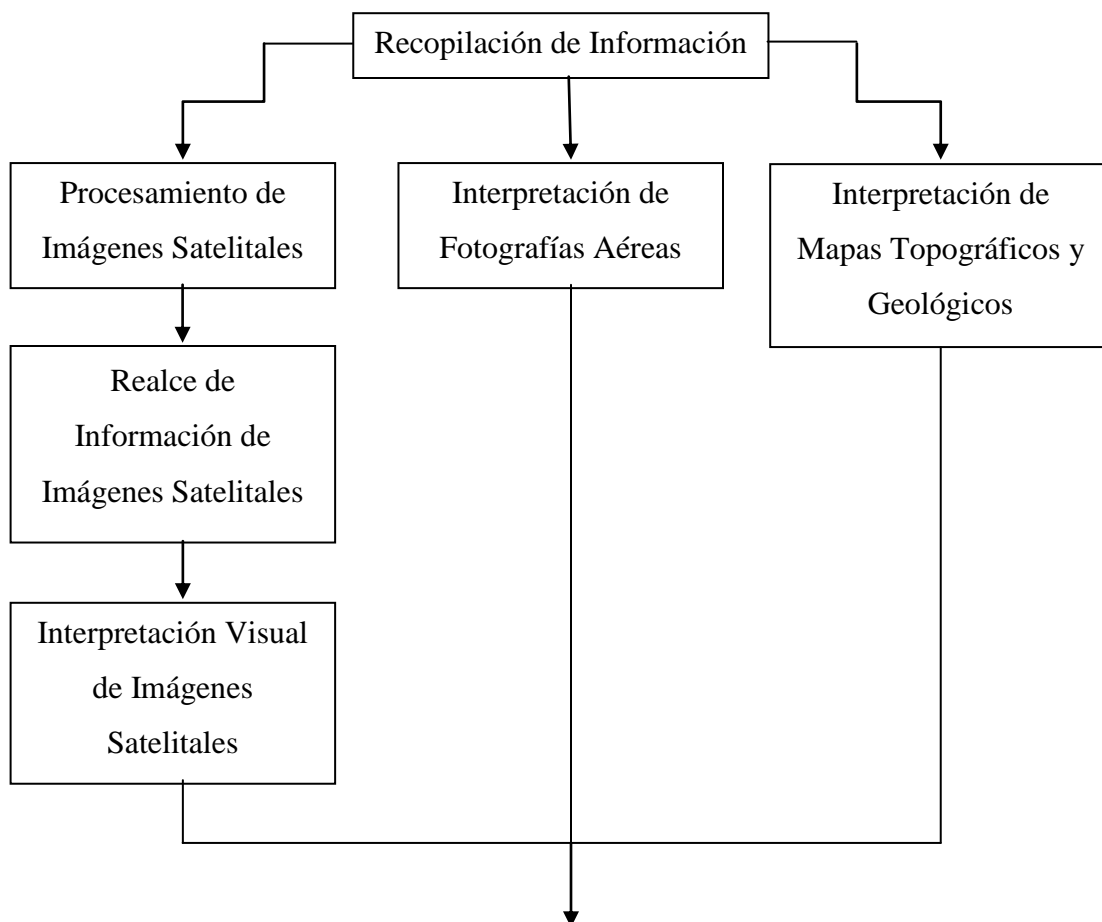 Recopilación de Información
Procesamiento de
Imágenes Satelitales
Interpretación de
Fotografías Aéreas
Interpretación de
Mapas Topográficos y
Geológicos
Realce de
Información de
Imágenes Satelitales
Interpretación Visual
de Imágenes
Satelitales